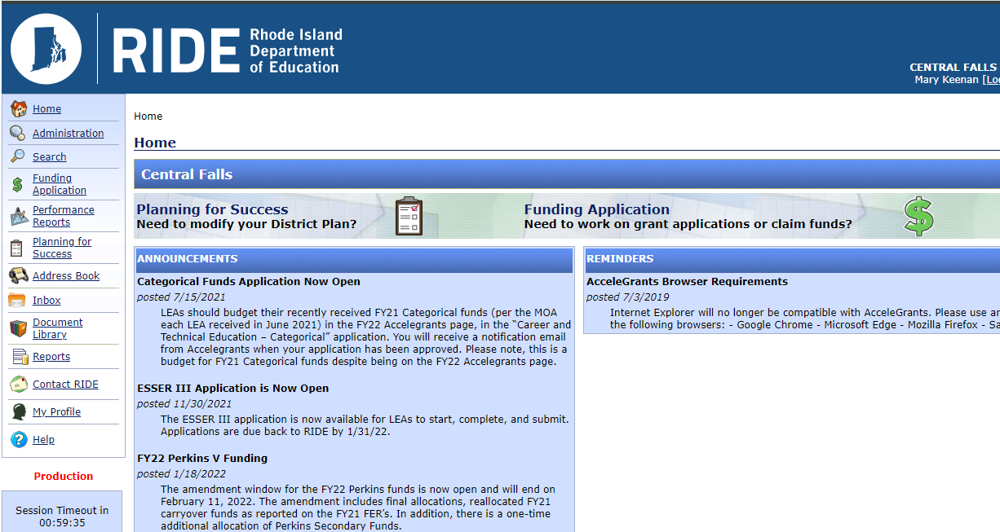 RIDE
Rhode Island
Department
of Education
CENTRAL FALLS
Mary Keenan
Home
Administration
Search
Funding
Application
Performance
Reports
Planning for
Success
Address Book
Inbox
Document
Library
Reports
Contact RIDE
My Profile
Help
Production
Session Timeout in
00:59:35
Home
Home
Central Falls
Planning for Success
Need to modify your District Plan?
Funding Application
Need to work on grant applications or claim funds?
ANNOUNCEMENTS
Categorical Funds Application Now Open
posted 7/15/2021
LEAs should budget their recently received FY21 Categorical funds (per the MOA
each LEA received in June 2021) in the FY22 Accelegrants page, in the “Career and
Technical Education – Categorical” application. You will receive a notification email
from Accelegrants when your application has been approved. Please note, this is a
budget for FY21 Categorical funds despite being on the FY22 Accelegrants page.
ESSER III Application is Now Open
posted 11/30/2021
The ESSER III application is now available for LEAs to start, complete, and submit.
Applications are due back to RIDE by 1/31/22.
FY22 Perkins V Funding
posted 1/18/2022
The amendment window for the FY22 Perkins funds is now open and will end on
February 11, 2022. The amendment includes final allocations, reallocated FY21
carryover funds as reported on the FY21 FER’s. In addition, there is a one-time
additional allocation of Perkins Secondary Funds.
REMINDERS
AcceleGrants Browser Requirements
posted 7/3/2019
Internet Explorer will no longer be compatible with AcceleGrants. Please use
the following browsers: - Google Chrome - Microsoft Edge - Mozilla Firefox -